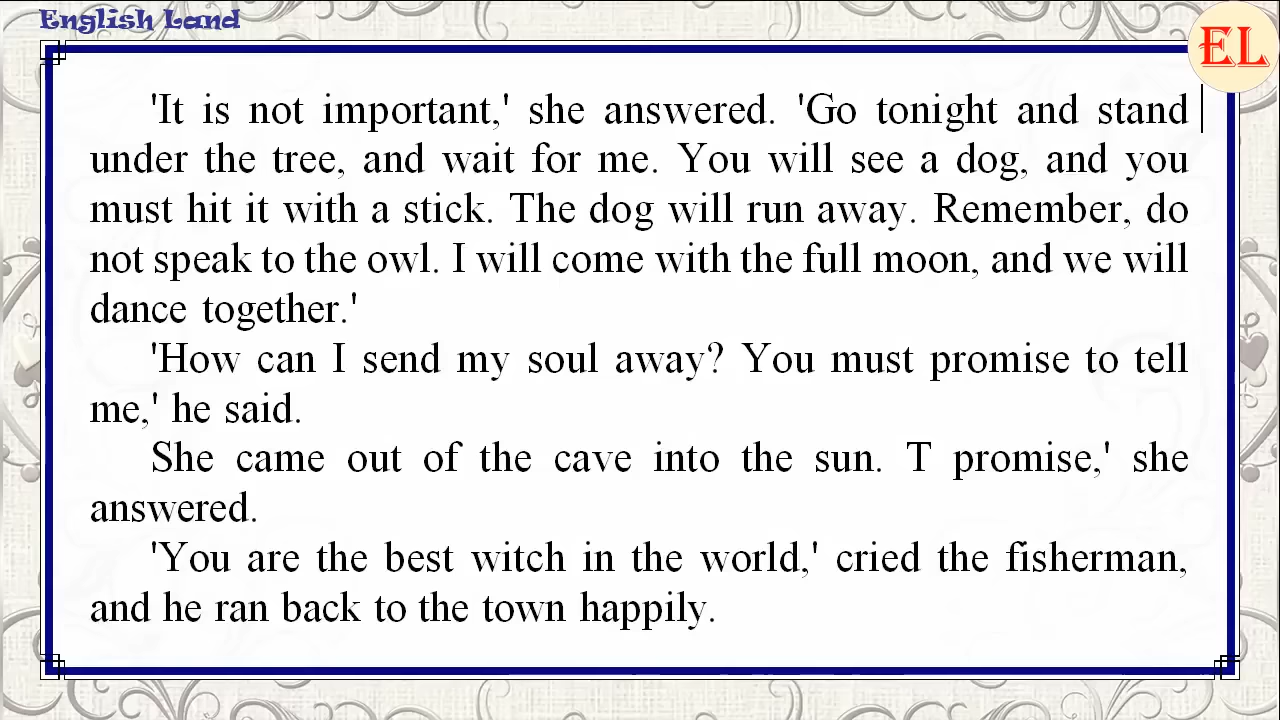 English Land
EL
'It is not important,' she answered. 'Go tonight and stand
under the tree, and wait for me. You will see a dog, and you
must hit it with a stick. The dog will run away. Remember, do
not speak to the owl. I will come with the full moon, and we will
dance together.'
'How can I send my soul away? You must promise to tell
me,' he said.
She came out of the cave into the sun. T promise,' she
answered.
'You are the best witch in the world,' cried the fisherman,
and he ran back to the town happily.